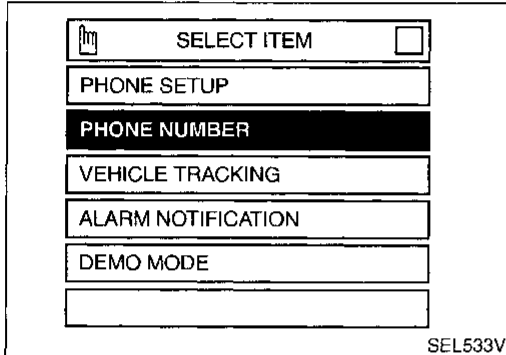 SELECT ITEM
PHONE SETUP
PHONE NUMBER
VEHICLE TRACKING
ALARM NOTIFICATION
DEMO MODE
SEL533V